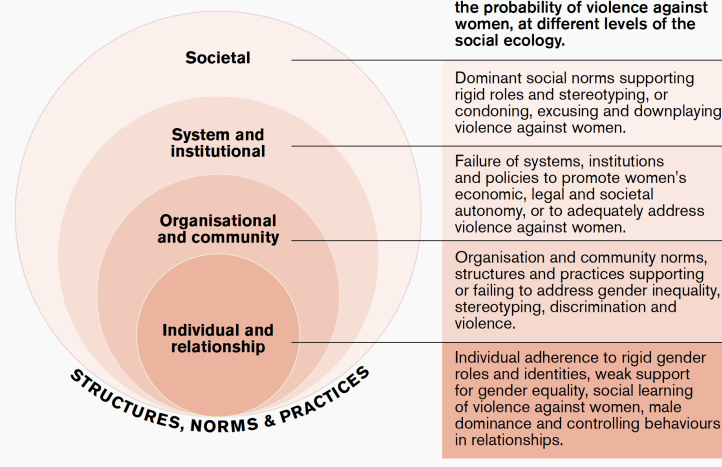 the probability of violence against
women, at different levels of the
social ecology.
Societal
Dominant social norms supporting
rigid roles and stereotyping, or
condoning, excusing and downplaying
violence against women.
System and
institutional
Failure of systems, institutions
and policies to promote women’s
economic, legal and societal
autonomy, or to adequately address
violence against women.
Organisational
and community
Organisation and community norms,
structures and practices supporting
or failing to address gender inequality,
stereotyping, discrimination and
violence.
Individual and
relationship
Individual adherence to rigid gender
roles and identities, weak support
for gender equality, social learning
of violence against women, male
dominance and controlling behaviours
in relationships.
STRUCTURES, NORMS & PRACTICES